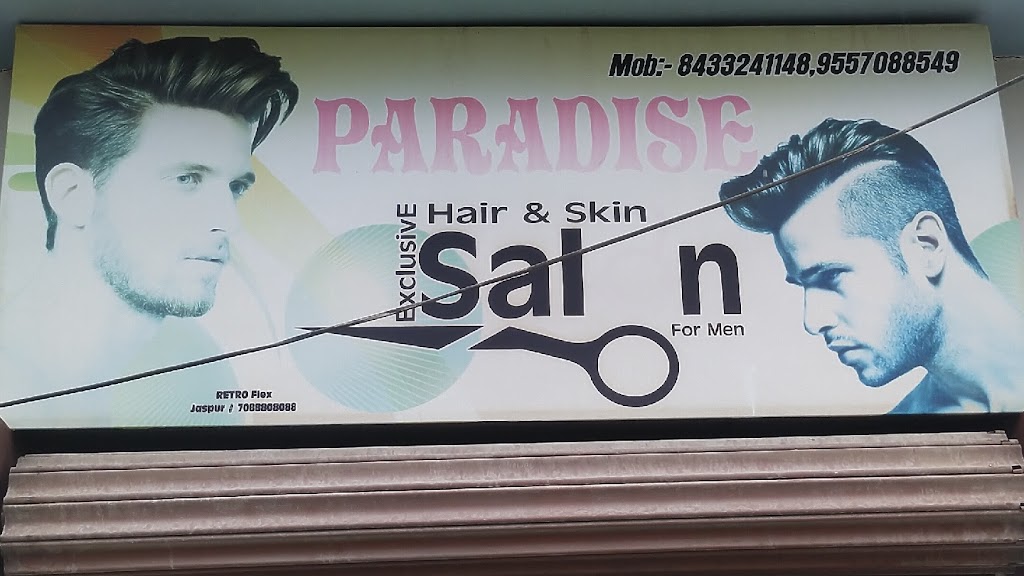 Mob:- 8433241148,9557088549
PARADISE
ExclusivE
Hair & Skin
Sal n
For Men
RETRO Flex
Jaspur # 7088808088